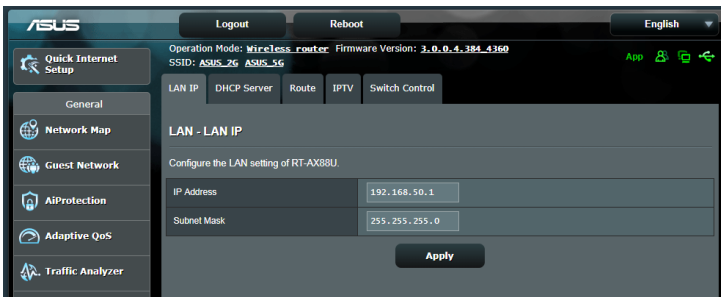 ASUS
Logout
Reboot
English
Quick Internet
Setup
Operation Mode: Wireless router Firmware Version: 3.0.0.4.384_4360
SSID: ASUS_2G ASUS_5G
App
General
LAN IP
DHCP Server
Route
IPTV
Switch Control
Network Map
LAN - LAN IP
Guest Network
Configure the LAN setting of RT-AX88U.
AiProtection
IP Address
192.168.50.1
Subnet Mask
255.255.255.0
Adaptive QoS
Apply
Traffic Analyzer